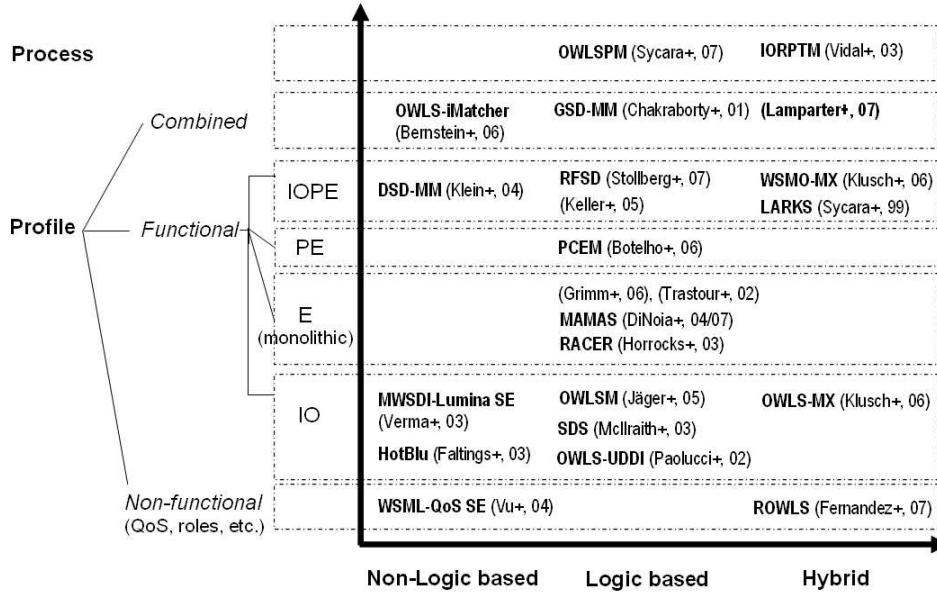 Process
OWLSPM (Sycara+, 07)
IORPTM (Vidal+, 03)
Combined
OWLS-iMatcher
(Bernstein+, 06)
GSD-MM (Chakraborty+, 01)
(Lamparter+, 07)
Profile
Functional
IOPE
DSD-MM (Klein+, 04)
RFSD (Stollberg+, 07)
(Keller+, 05)
WSMO-MX (Klusch+, 06)
LARKS (Sycara+, 99)
PE
PCEM (Botelho+, 06)
E
(monolithic)
(Grimm+, 06), (Trastour+, 02)
MAMAS (DiNoia+, 04/07)
RACER (Horrocks+, 03)
IO
MWSDI-Lumina SE
(Verma+, 03)
HotBlu (Faltings+, 03)
OWLSM (Jäger+, 05)
SDS (McIlraith+, 03)
OWLS-UDDI (Paolucci+, 02)
OWLS-MX (Klusch+, 06)
Non-functional
(QoS, roles, etc.)
WSML-QoS SE (Vu+, 04)
ROWLS (Fernandez+, 07)
Non-Logic based
Logic based
Hybrid